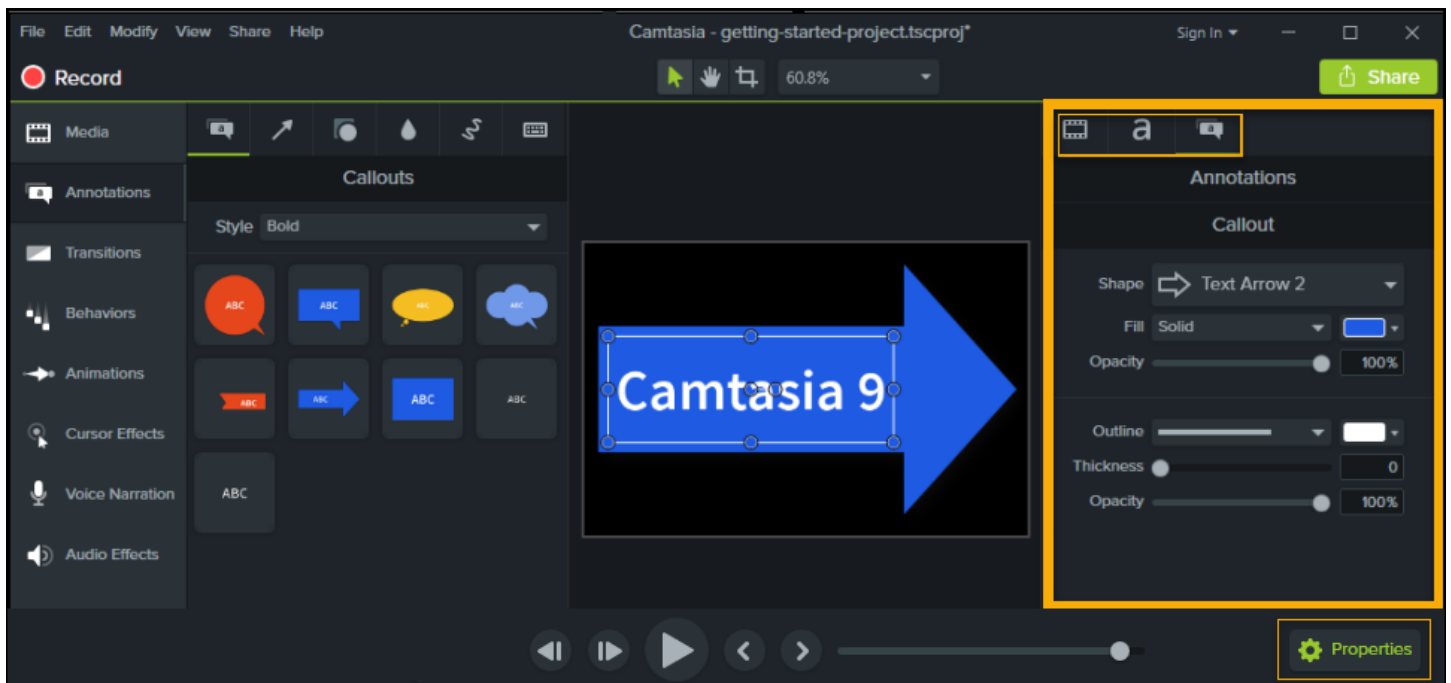 File Edit Modify View Share Help
Camtasia - getting-started-project.tscproj*
Sign In
Record
60.8%
Share
Media
Annotations
Transitions
Behaviors
Animations
Cursor Effects
Voice Narration
Audio Effects
a
Callouts
Style Bold
ABC ABC ABC ABC
ABC ABC ABC ABC
ABC
Camtasia 9
a a
Annotations
Callout
Shape Text Arrow 2
Fill Solid
Opacity 100%
Outline
Thickness 0
Opacity 100%
Properties